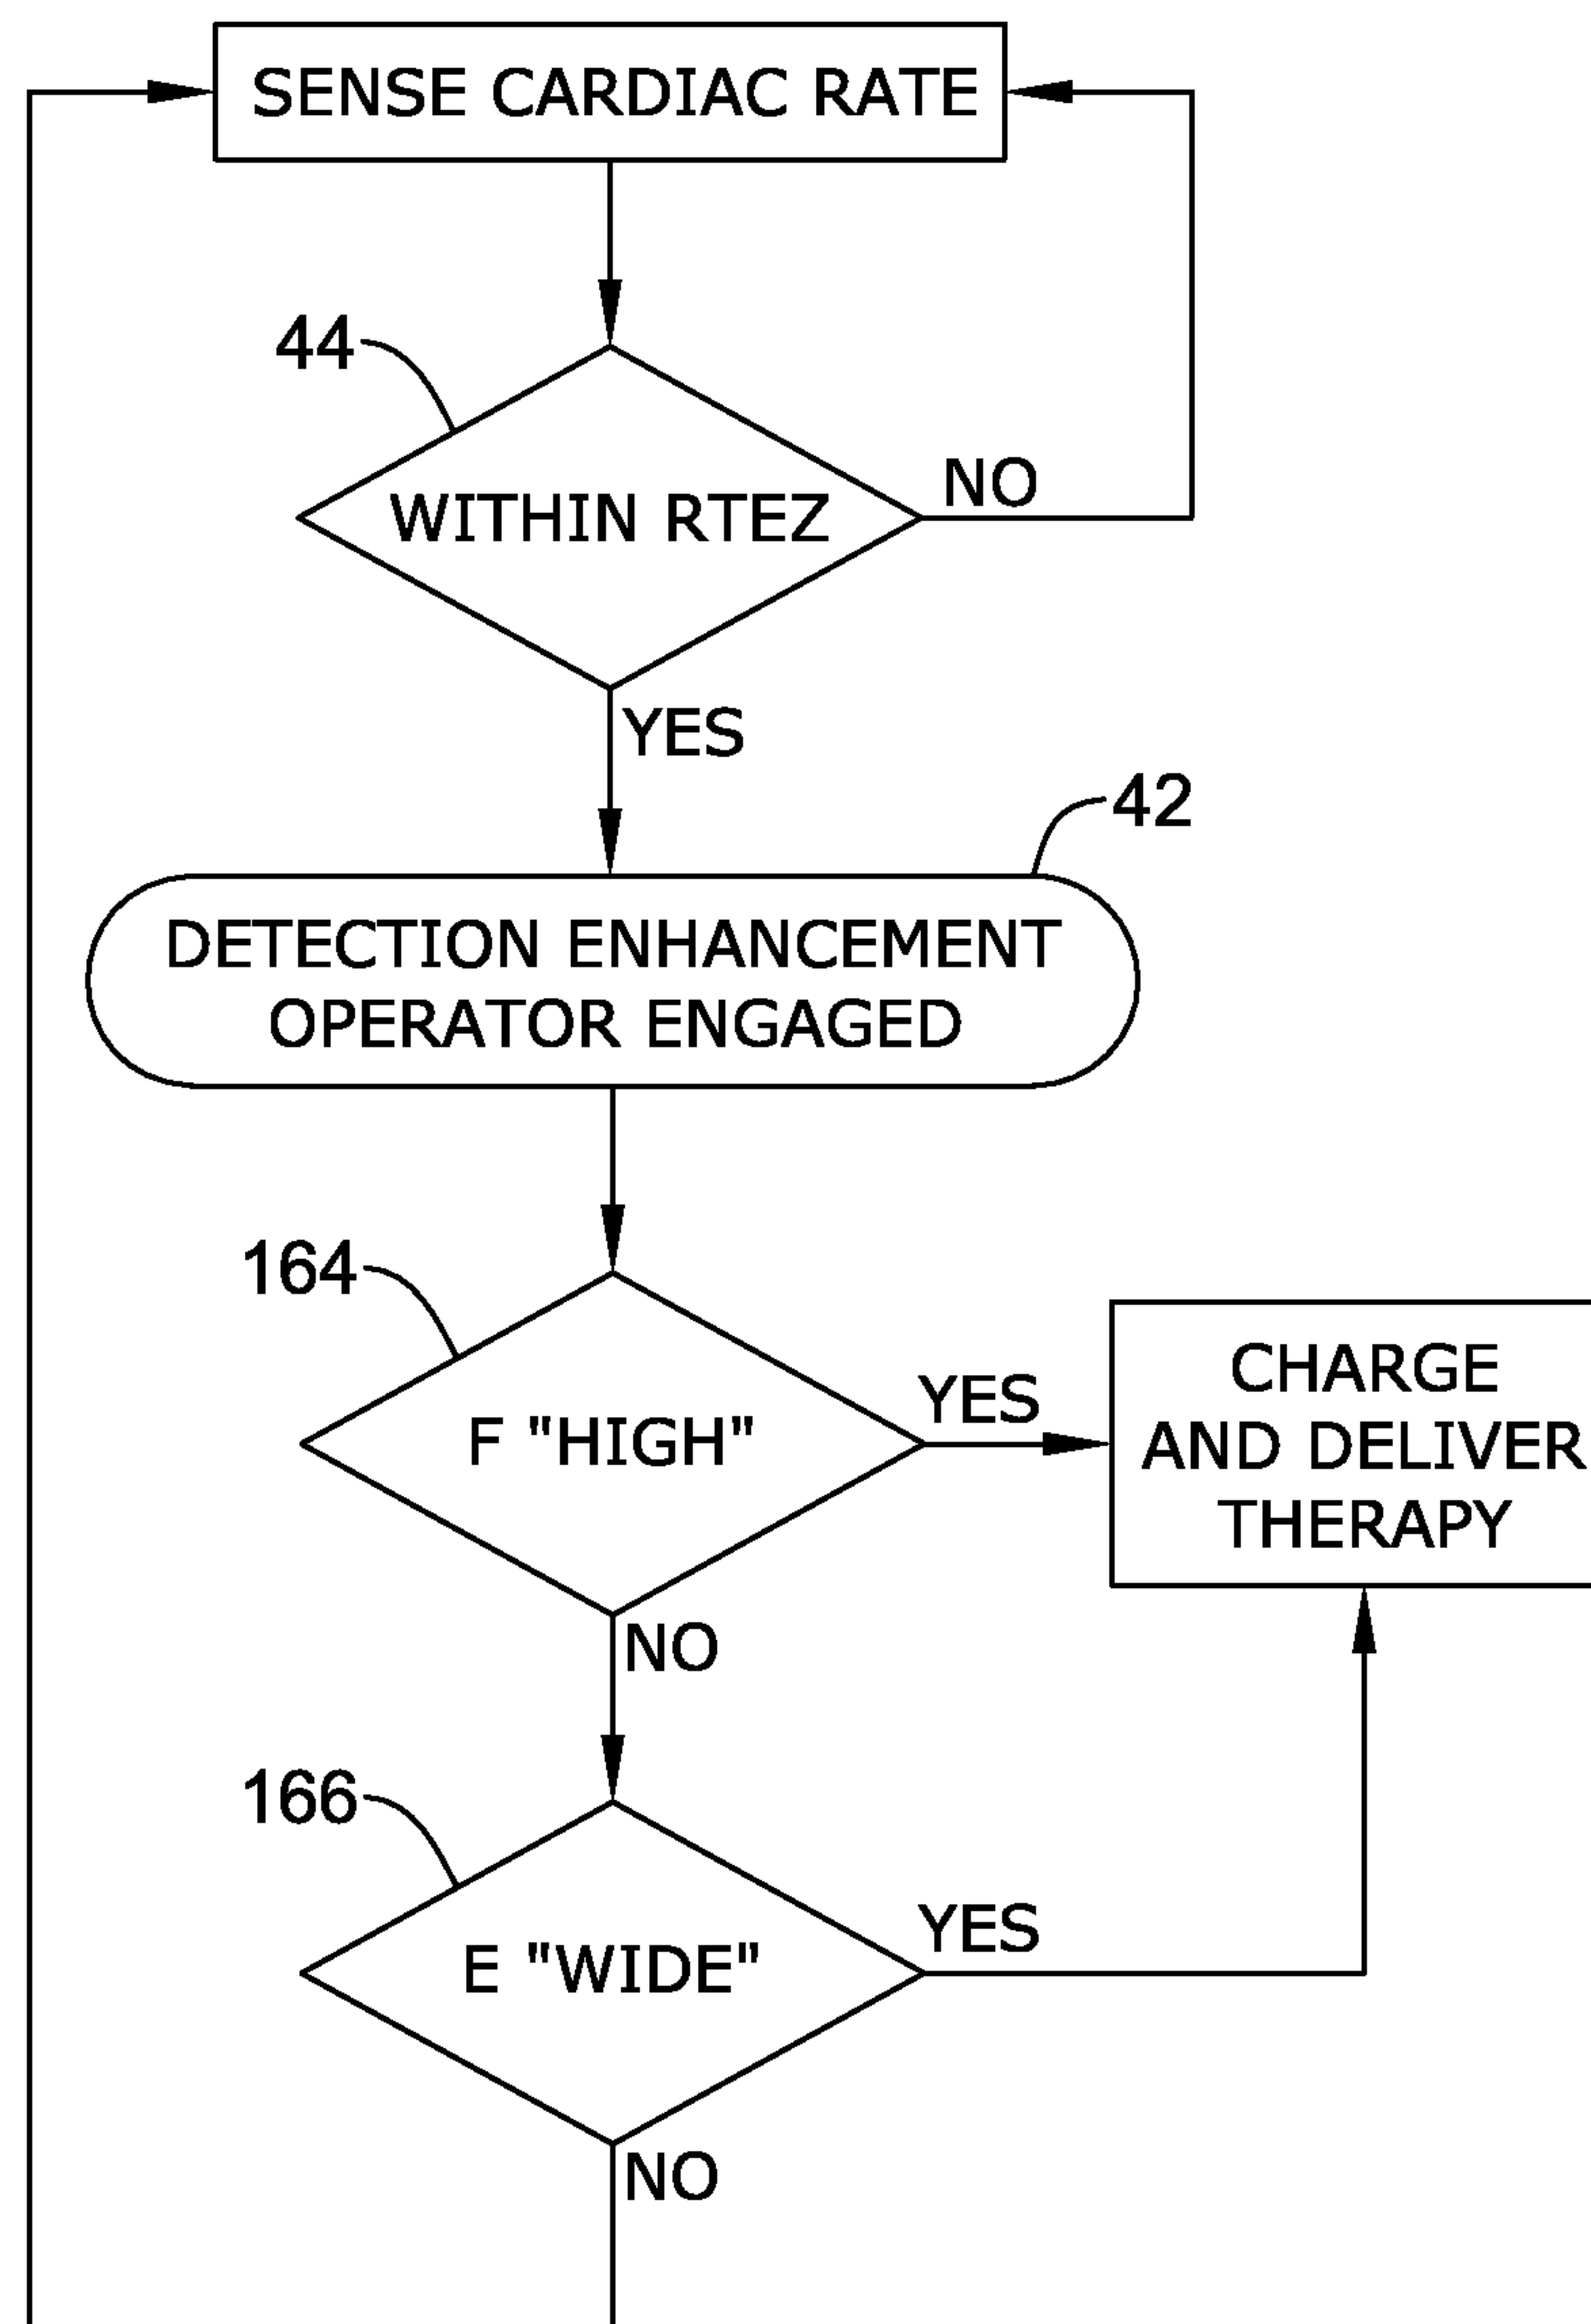 SENSE CARDIAC RATE
44
WITHIN RTEZ
NO
YES
42
DETECTION ENHANCEMENT
OPERATOR ENGAGED
164
F "HIGH"
YES
CHARGE
AND DELIVER
THERAPY
NO
166
E "WIDE"
YES
NO